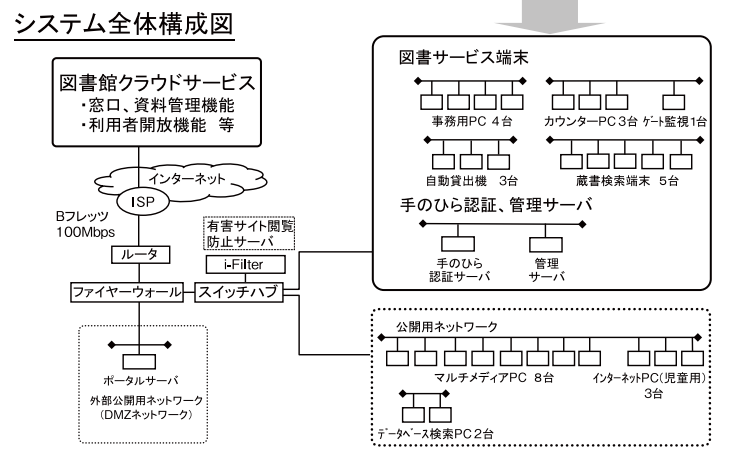 システム全体構成図
図書館クラウドサービス
・窓口、資料管理機能
・利用者開放機能 等
インターネット
ISP
Bフレッツ
100Mbps
ルータ
有害サイト閲覧
防止サーバ
i-Filter
ファイヤーウォール
スイッチハブ
ポータルサーバ
外部公開用ネットワーク
(DMZネットワーク)
図書サービス端末
事務用PC 4台
カウンターPC3台
ゲート監視1台
自動貸出機 3台
蔵書検索端末 5台
手のひら認証、管理サーバ
手のひら
認証サーバ
管理
サーバ
公開用ネットワーク
マルチメディアPC 8台
インターネットPC(児童用)
3台
データベース検索PC2台